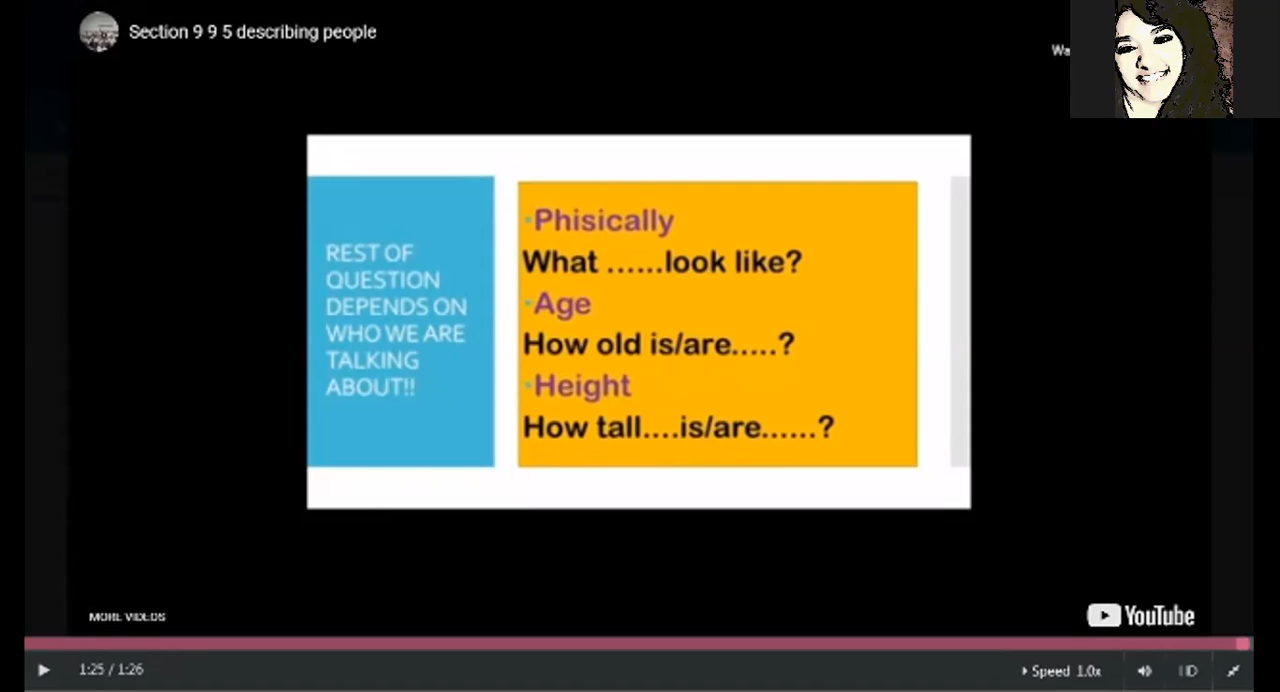 Section 9 9 5 describing people
Wa
REST OF
QUESTION
DEPENDS ON
WHO WE ARE
TALKING
ABOUT!!
·Phisically
What ......look like?
·Age
How old is/are.....?
·Height
How tall....is/are......?
MORE VIDEOS
YouTube
1:25 / 1:26
Speed 1.0x
HD